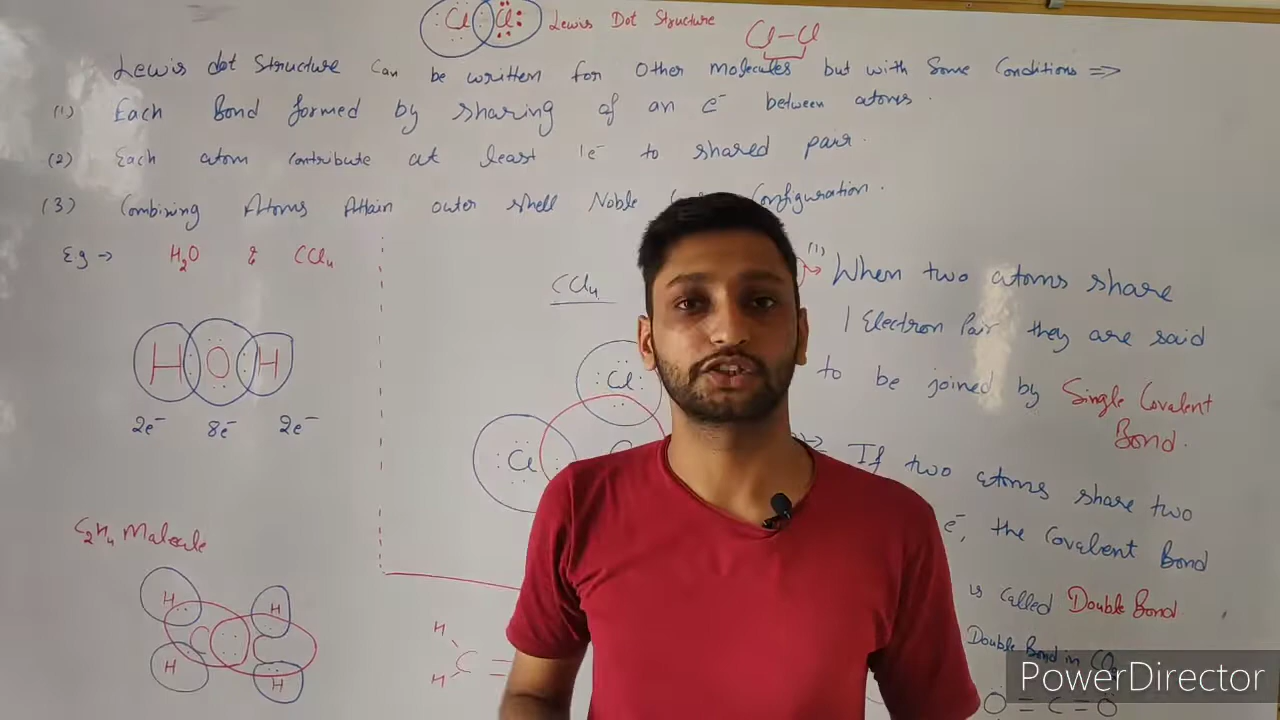 Cl Cl Lewis Dot Structure Cl-Cl
Lewis dot Structure Can be written for Other molecules but with Some Conditions ⇒
(1) Each Bond formed by sharing of an e⁻ between atoms.
(2) Each atom contribute at least 1e⁻ to shared pair.
(3) Combining Atoms Attain outer shell Noble Configuration.
E.g → H₂O & CCl₄
H O H
2e⁻ 8e⁻ 2e⁻
CCl₄
Cl
Cl
(1) When two atoms share
1 Electron Pair they are said
to be joined by Single Covalent
Bond.
If two atoms share two
e⁻, the Covalent Bond
is called Double Bond.
Double Bond in CO₂
O = C = O
C₂H₄
H H
C C
H H
H
C =
H
PowerDirector